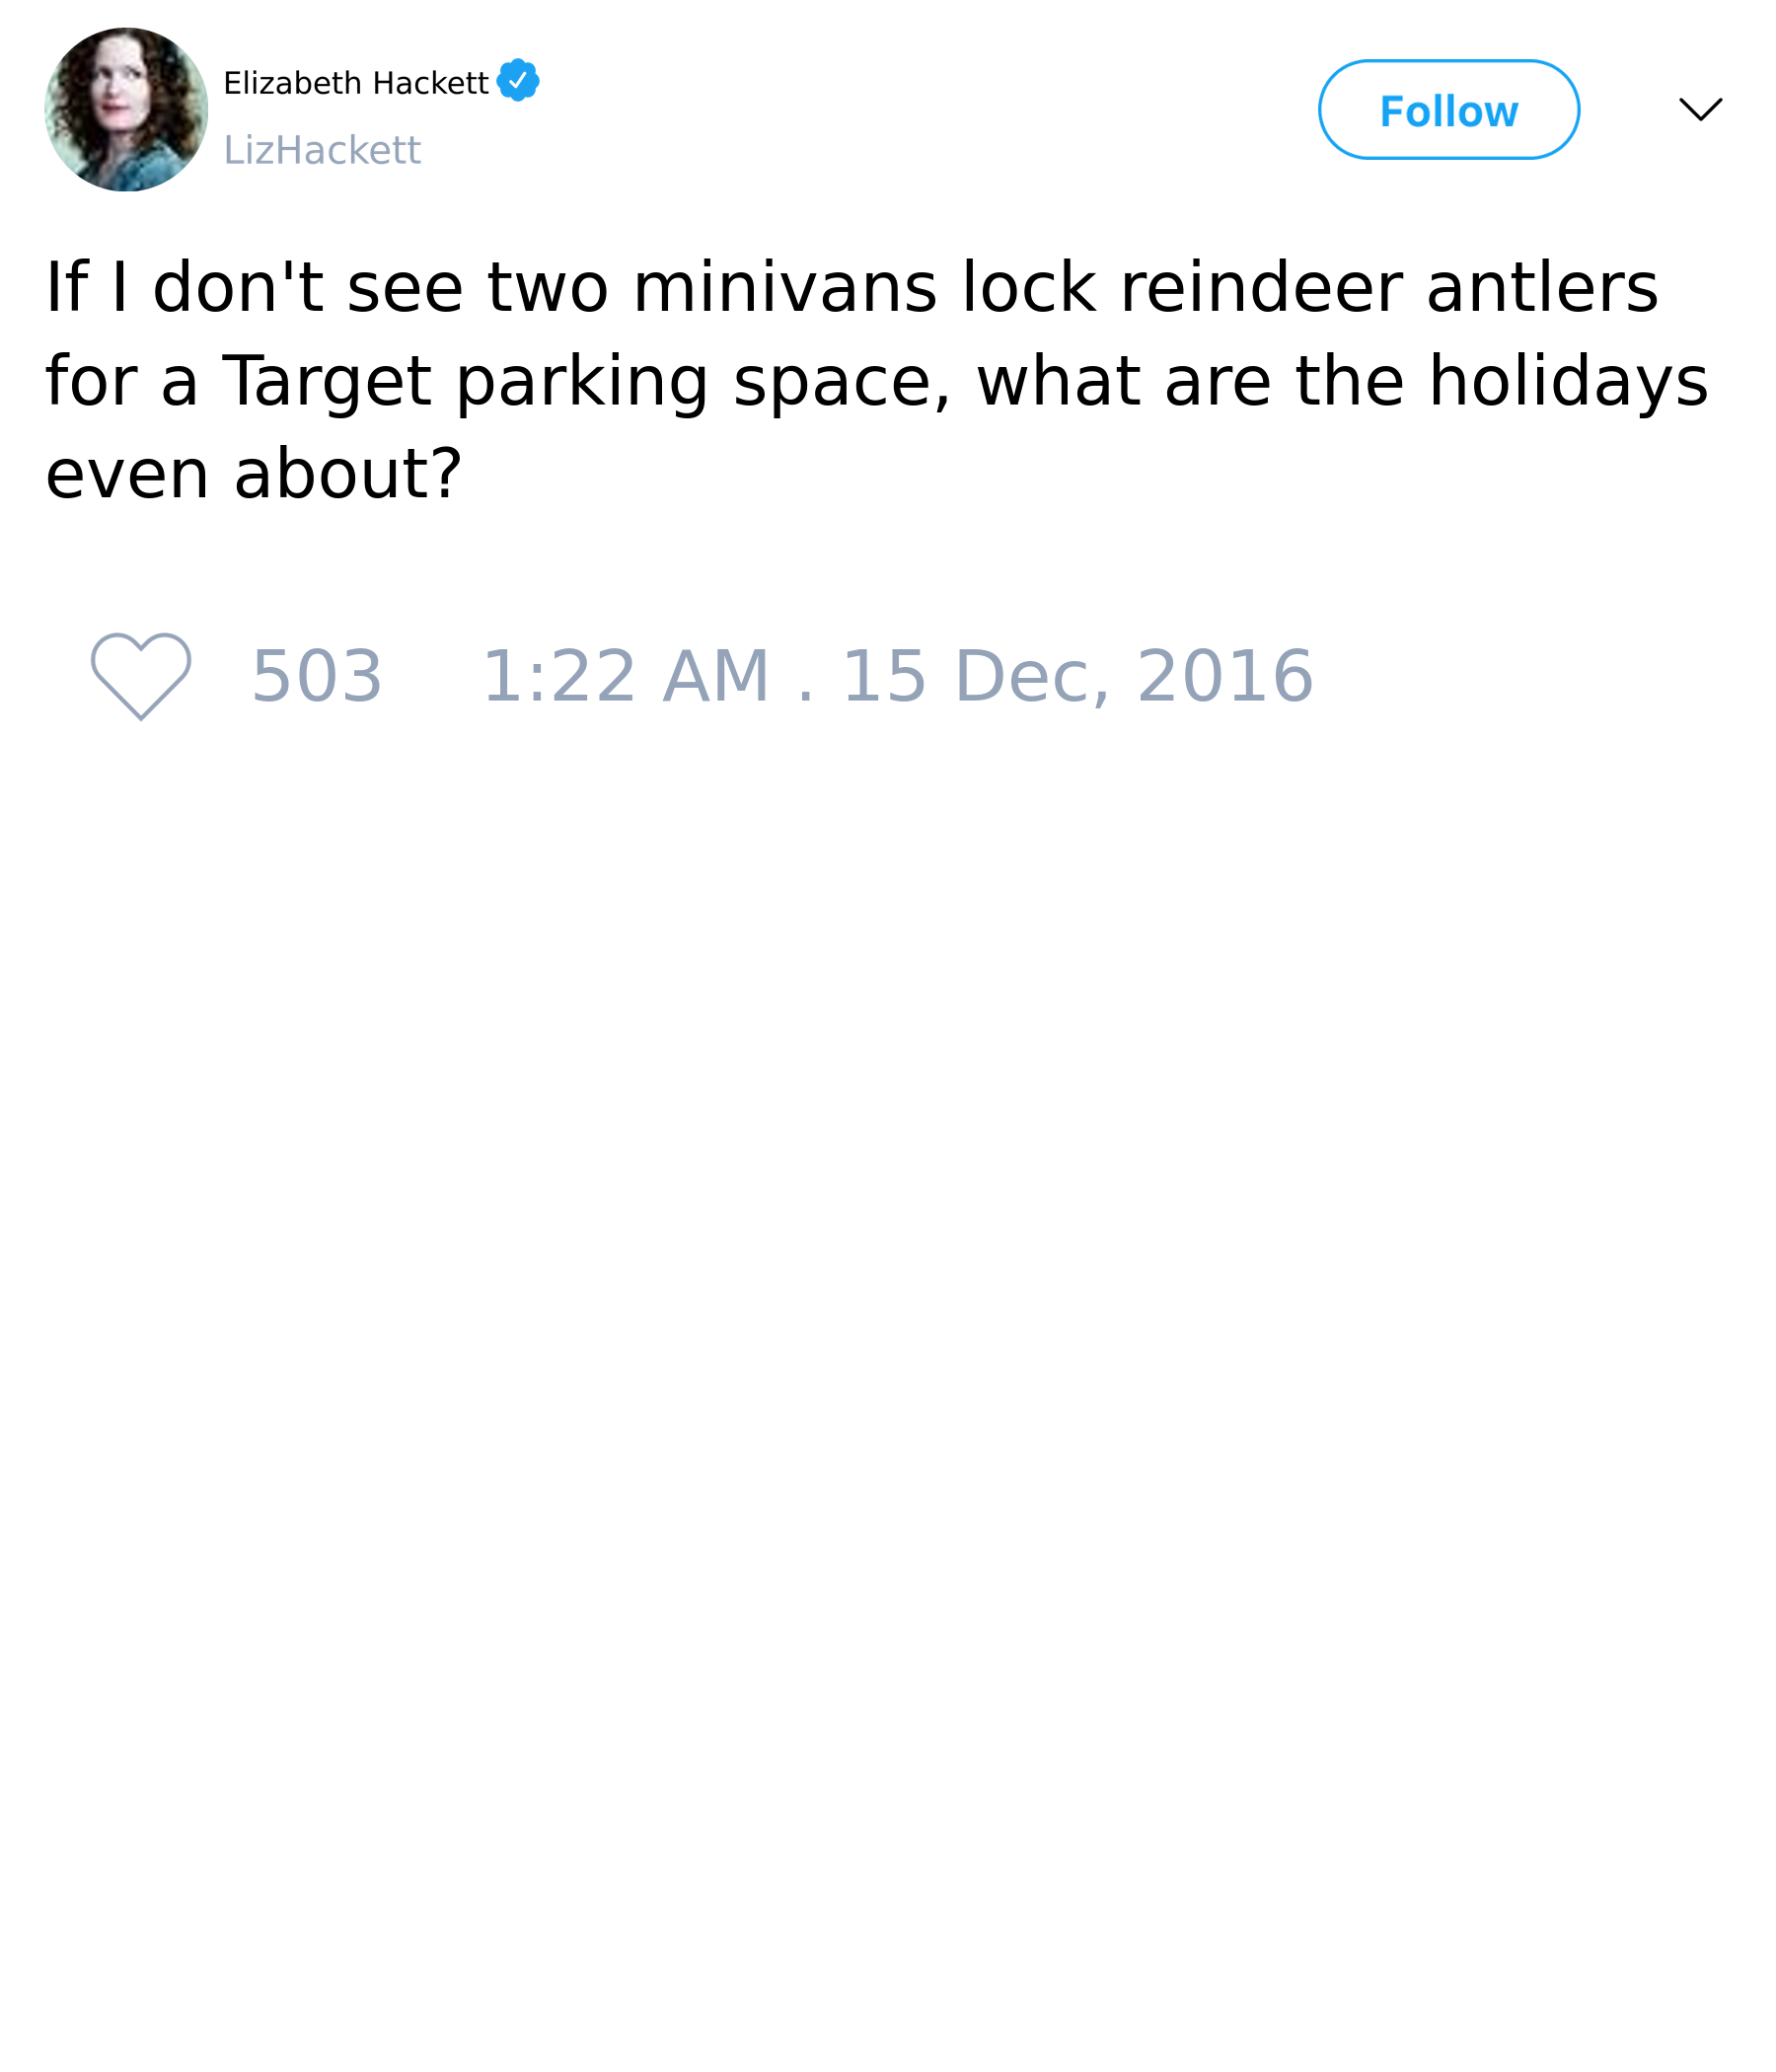 Elizabeth Hackett
LizHackett
Follow
If I don't see two minivans lock reindeer antlers
for a Target parking space, what are the holidays
even about?
503 1:22 AM . 15 Dec, 2016